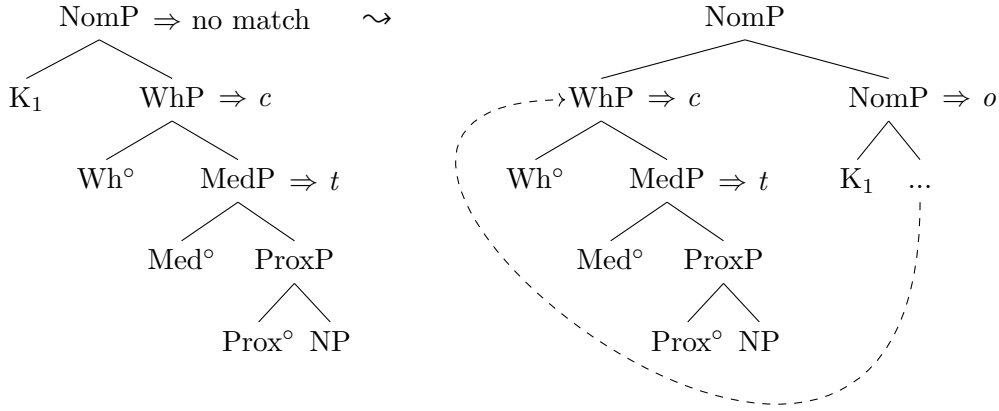 NomP ⇒ no match ⤳ NomP
K₁ WhP ⇒ c WhP ⇒ c NomP ⇒ o
Wh° MedP ⇒ t Wh° MedP ⇒ t K₁ ...
Med° ProxP Med° ProxP
Prox° NP Prox° NP